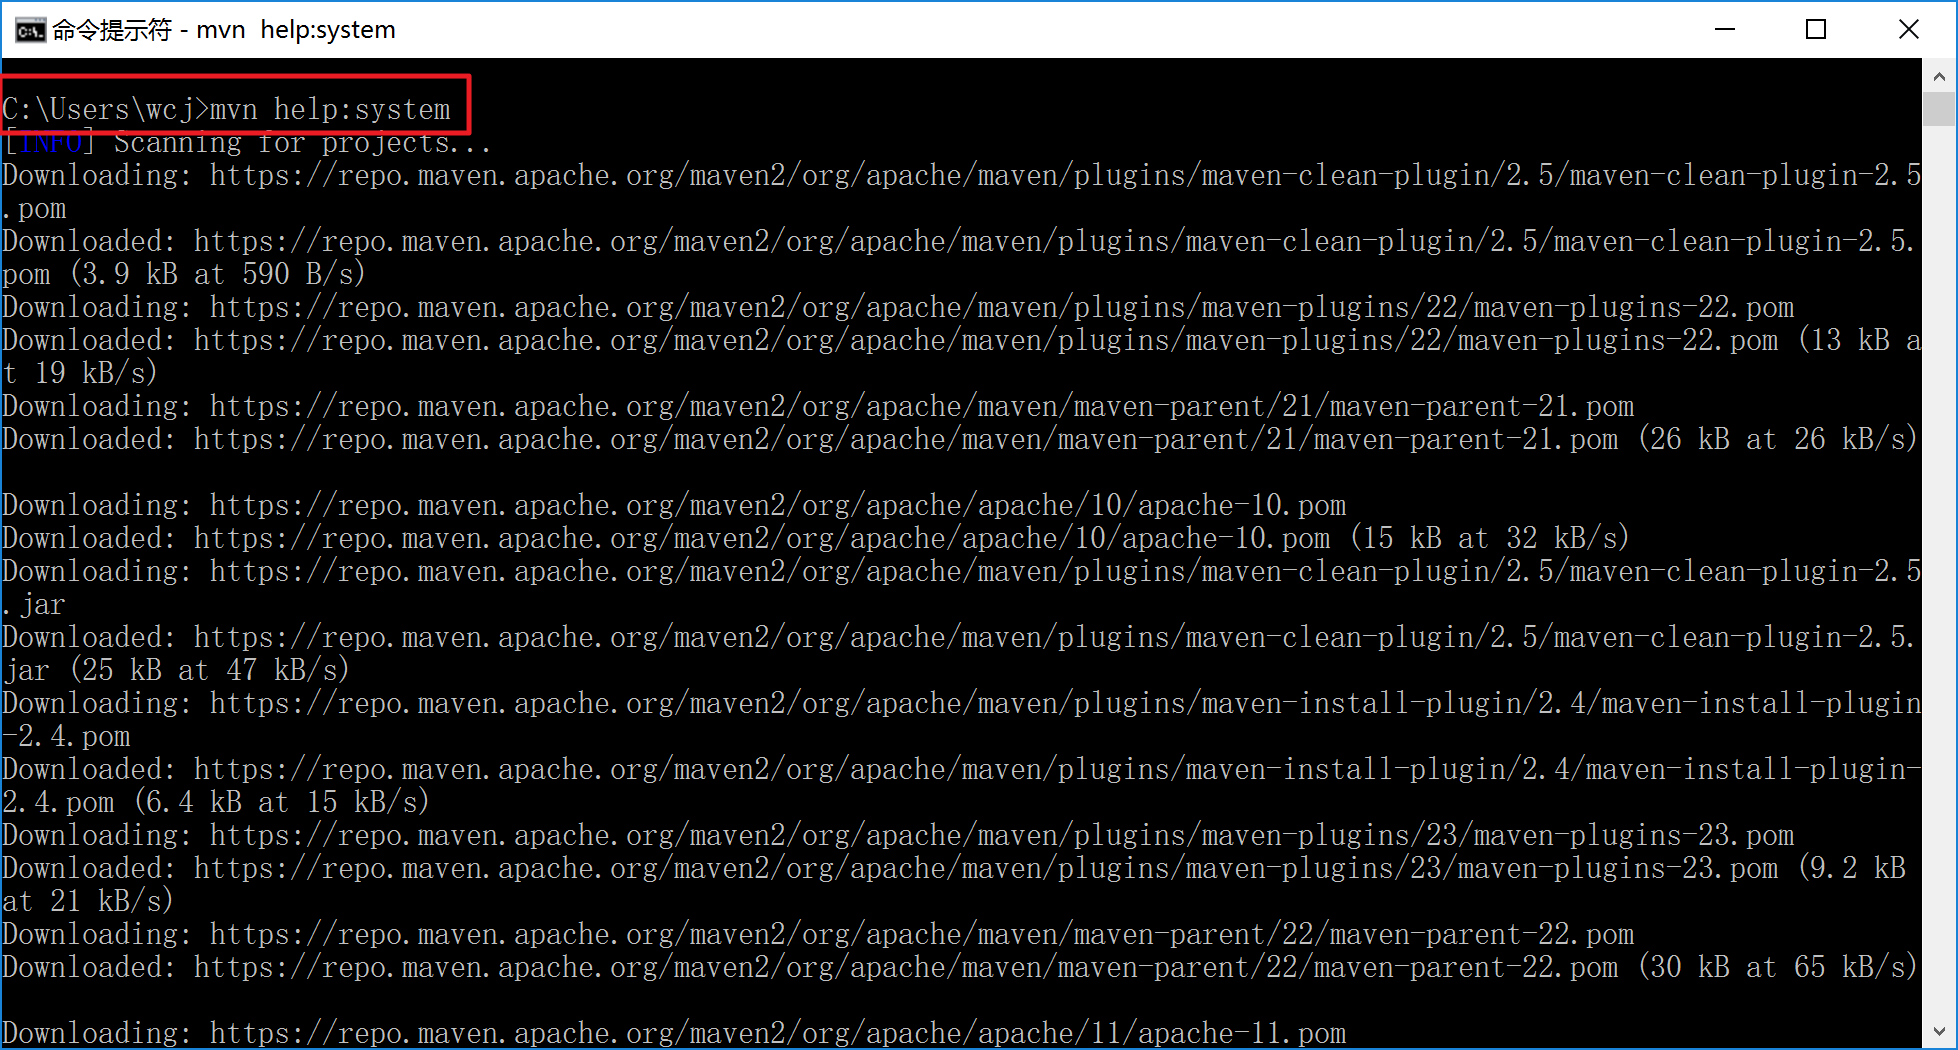 命令提示符 - mvn  help:system
C:\Users\wcj>mvn help:system
[INFO] Scanning for projects...
Downloading: https://repo.maven.apache.org/maven2/org/apache/maven/plugins/maven-clean-plugin/2.5/maven-clean-plugin-2.5
.pom
Downloaded: https://repo.maven.apache.org/maven2/org/apache/maven/plugins/maven-clean-plugin/2.5/maven-clean-plugin-2.5.
pom (3.9 kB at 590 B/s)
Downloading: https://repo.maven.apache.org/maven2/org/apache/maven/plugins/maven-plugins/22/maven-plugins-22.pom
Downloaded: https://repo.maven.apache.org/maven2/org/apache/maven/plugins/maven-plugins/22/maven-plugins-22.pom (13 kB a
t 19 kB/s)
Downloading: https://repo.maven.apache.org/maven2/org/apache/maven/maven-parent/21/maven-parent-21.pom
Downloaded: https://repo.maven.apache.org/maven2/org/apache/maven/maven-parent/21/maven-parent-21.pom (26 kB at 26 kB/s)
Downloading: https://repo.maven.apache.org/maven2/org/apache/apache/10/apache-10.pom
Downloaded: https://repo.maven.apache.org/maven2/org/apache/apache/10/apache-10.pom (15 kB at 32 kB/s)
Downloading: https://repo.maven.apache.org/maven2/org/apache/maven/plugins/maven-clean-plugin/2.5/maven-clean-plugin-2.5
.jar
Downloaded: https://repo.maven.apache.org/maven2/org/apache/maven/plugins/maven-clean-plugin/2.5/maven-clean-plugin-2.5.
jar (25 kB at 47 kB/s)
Downloading: https://repo.maven.apache.org/maven2/org/apache/maven/plugins/maven-install-plugin/2.4/maven-install-plugin
-2.4.pom
Downloaded: https://repo.maven.apache.org/maven2/org/apache/maven/plugins/maven-install-plugin/2.4/maven-install-plugin-
2.4.pom (6.4 kB at 15 kB/s)
Downloading: https://repo.maven.apache.org/maven2/org/apache/maven/plugins/maven-plugins/23/maven-plugins-23.pom
Downloaded: https://repo.maven.apache.org/maven2/org/apache/maven/plugins/maven-plugins/23/maven-plugins-23.pom (9.2 kB
at 21 kB/s)
Downloading: https://repo.maven.apache.org/maven2/org/apache/maven/maven-parent/22/maven-parent-22.pom
Downloaded: https://repo.maven.apache.org/maven2/org/apache/maven/maven-parent/22/maven-parent-22.pom (30 kB at 65 kB/s)
Downloading: https://repo.maven.apache.org/maven2/org/apache/apache/11/apache-11.pom